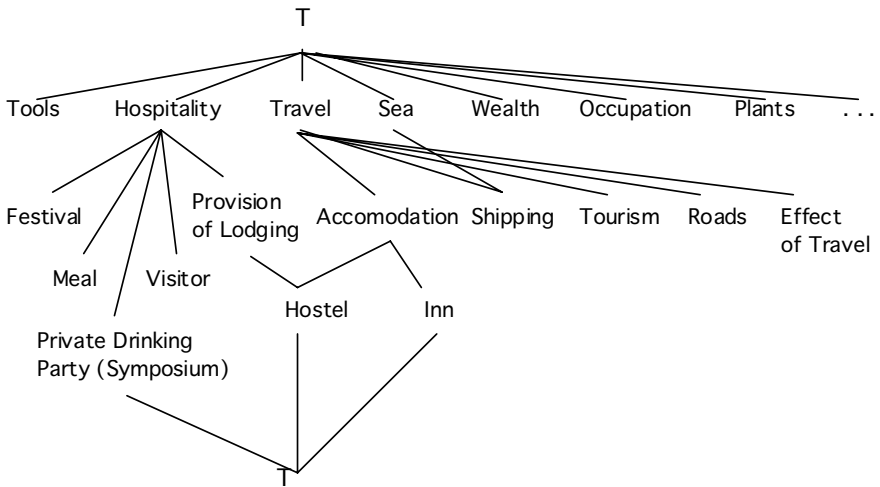 T
Tools Hospitality Travel Sea Wealth Occupation Plants ...
Festival
Provision
of Lodging
Accomodation Shipping Tourism Roads
Effect
of Travel
Meal Visitor
Hostel Inn
Private Drinking
Party (Symposium)
T